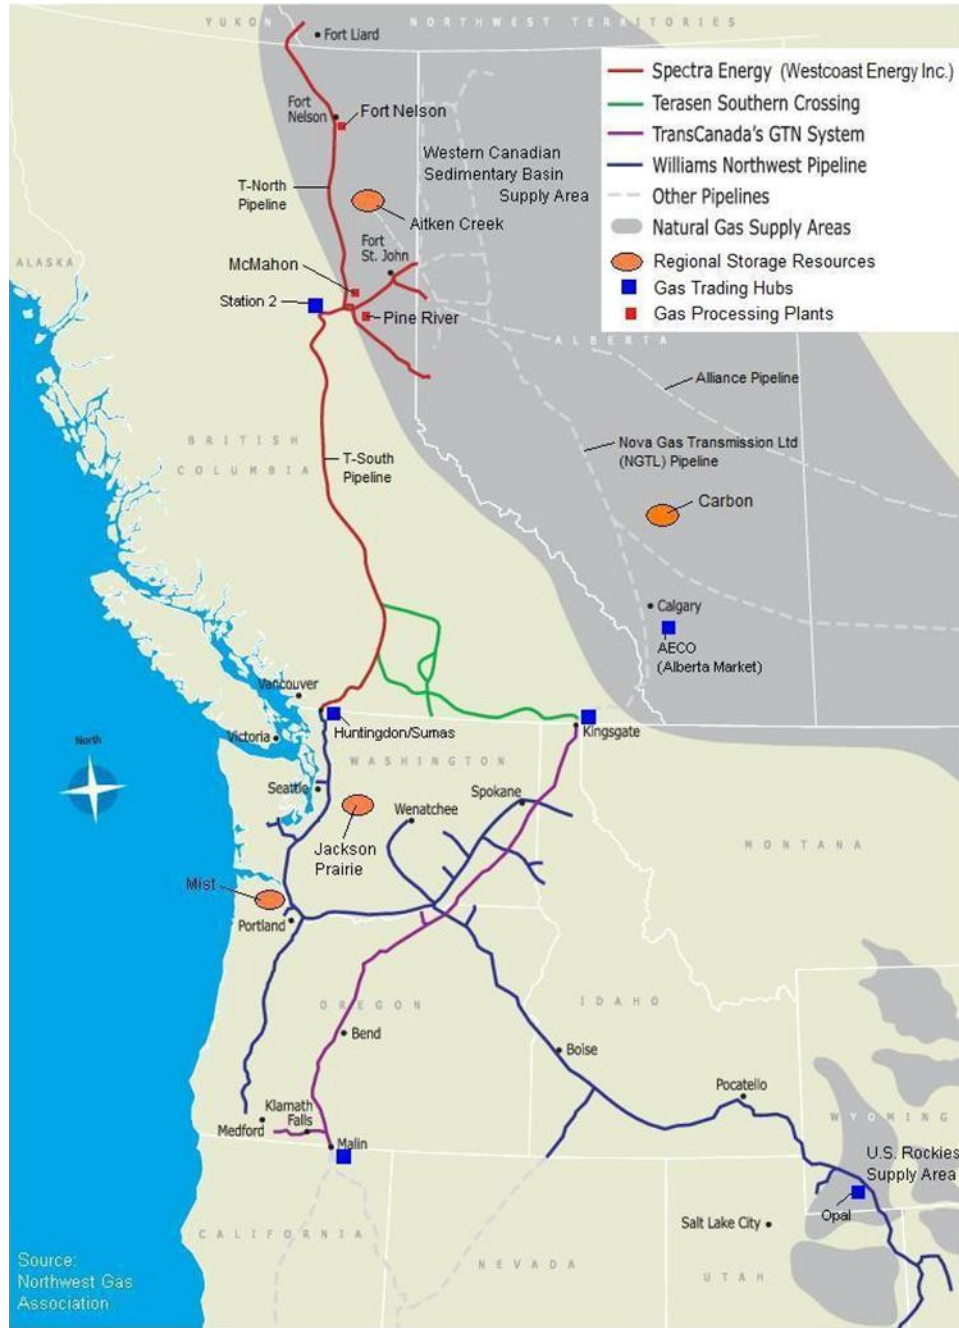 YUKON
NORTHWEST TERRITORIES
Fort Liard
Spectra Energy (Westcoast Energy Inc.)
Terasen Southern Crossing
TransCanada's GTN System
Williams Northwest Pipeline
Other Pipelines
Natural Gas Supply Areas
Regional Storage Resources
Gas Trading Hubs
Gas Processing Plants
Fort
Nelson
Fort Nelson
Western Canadian
Sedimentary Basin
Supply Area
T-North
Pipeline
Aitken Creek
Fort
St. John
ALASKA
McMahon
Station 2
Pine River
ALBERTA
Alliance Pipeline
BRITISH
COLUMBIA
T-South
Pipeline
Nova Gas Transmission Ltd
(NGTL) Pipeline
Carbon
Calgary
AECO
(Alberta Market)
Vancouver
Huntingdon/Sumas
Kingsgate
Victoria
North
WASHINGTON
Seattle
Wenatchee
Spokane
Jackson
Prairie
MONTANA
Mist
Portland
OREGON
IDAHO
Bend
Boise
Pocatello
Klamath
Falls
Medford
Malin
WYOMING
U.S. Rockies
Supply Area
Opal
Salt Lake City
CALIFORNIA
NEVADA
UTAH
Source:
Northwest Gas
Association